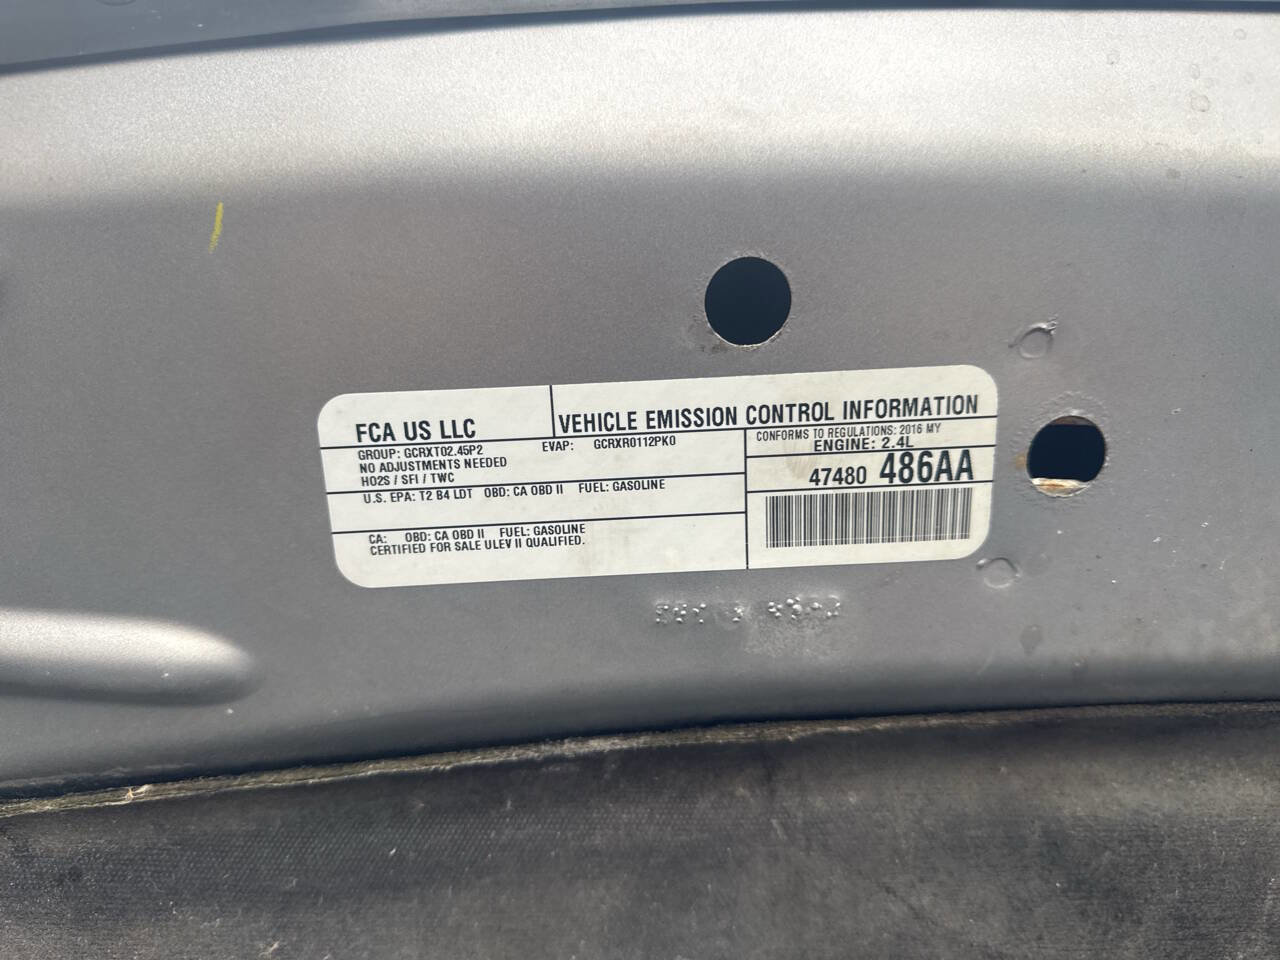 FCA US LLC
VEHICLE EMISSION CONTROL INFORMATION
GROUP: GCRXT02.45P2
EVAP: GCRXR0112PK0
NO ADJUSTMENTS NEEDED
HO2S / SFI / TWC
CONFORMS TO REGULATIONS: 2016 MY
ENGINE: 2.4L
47480 486AA
U.S. EPA: T2 B4 LDT OBD: CA OBD II FUEL: GASOLINE
CA: OBD: CA OBD II FUEL: GASOLINE
CERTIFIED FOR SALE ULEV II QUALIFIED.